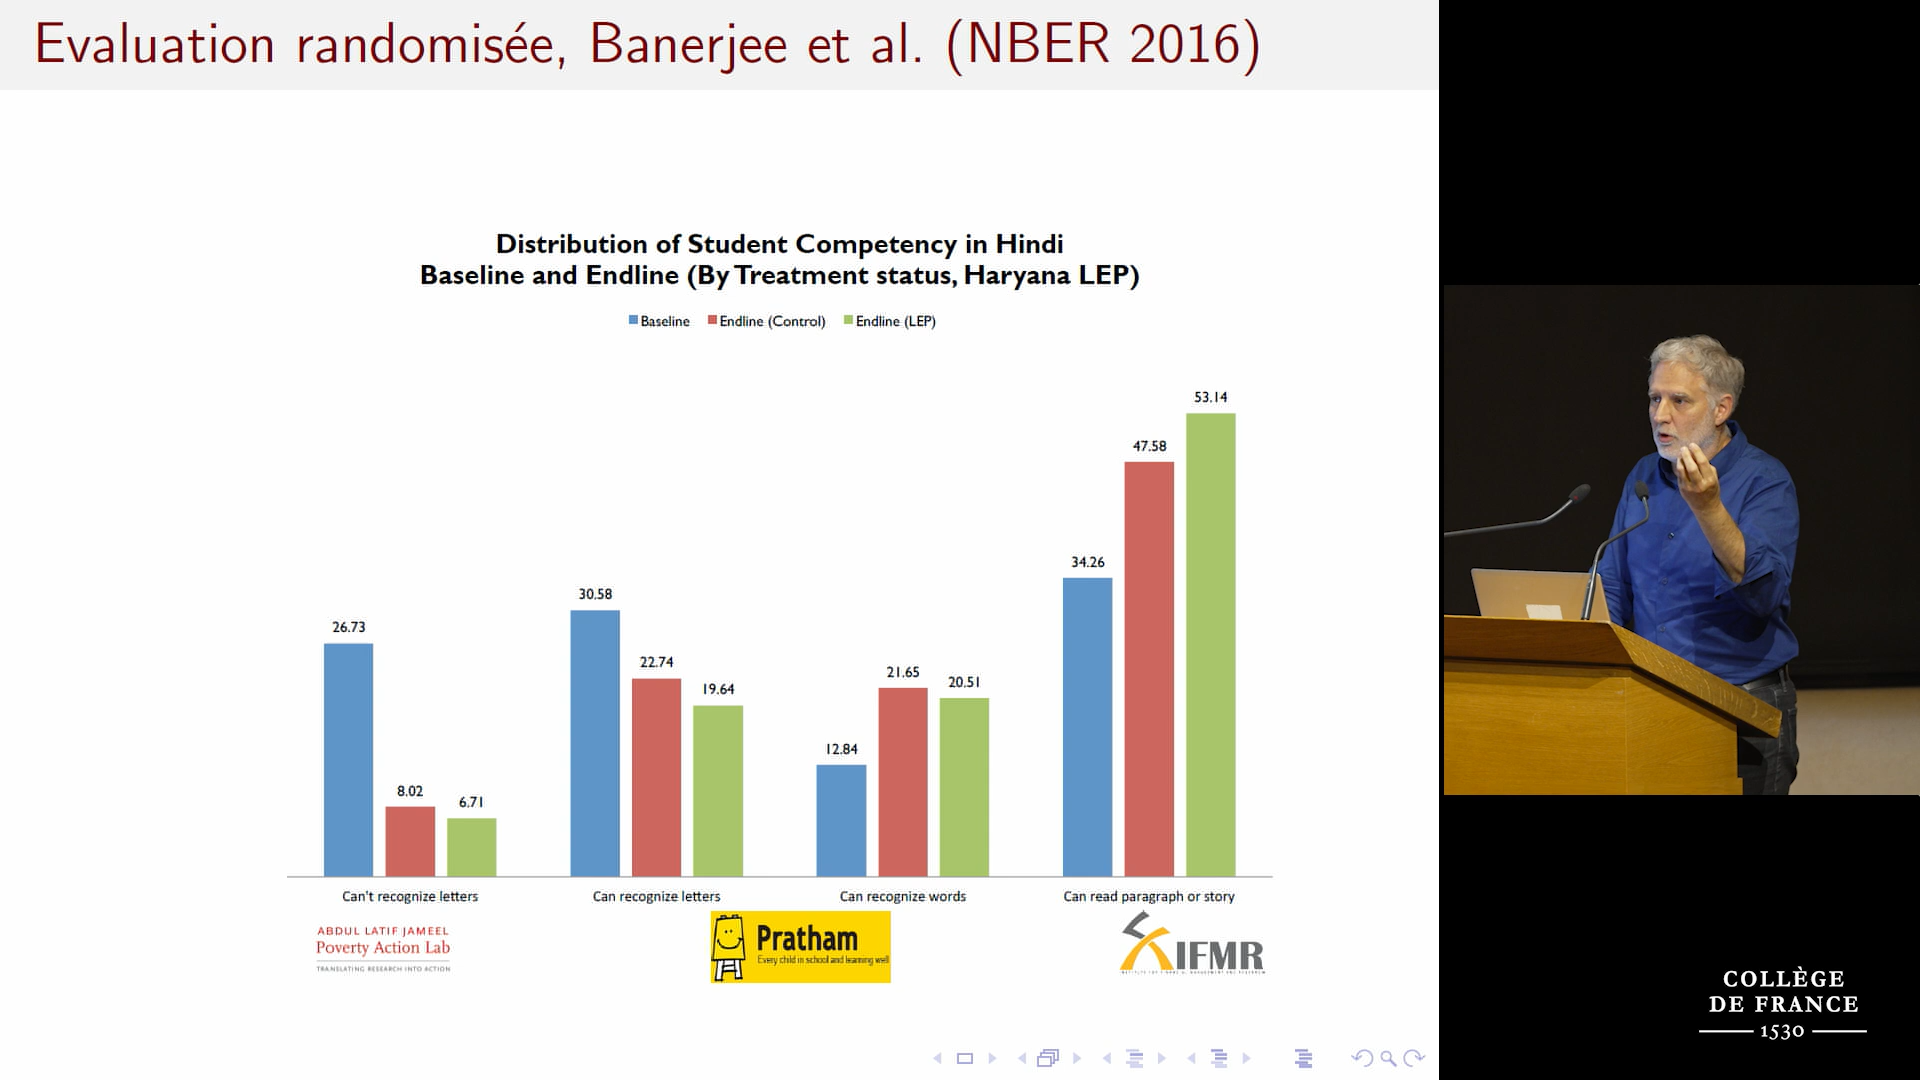 Evaluation randomisée, Banerjee et al. (NBER 2016)
Distribution of Student Competency in Hindi
Baseline and Endline (By Treatment status, Haryana LEP)
Baseline Endline (Control) Endline (LEP)
26.73
8.02
6.71
30.58
22.74
19.64
12.84
21.65
20.51
34.26
47.58
53.14
Can't recognize letters
Can recognize letters
Can recognize words
Can read paragraph or story
ABDUL LATIF JAMEEL
Poverty Action Lab
TRANSLATING RESEARCH INTO ACTION
Pratham
Every child in school and learning well
IFMR
COLLÈGE
DE FRANCE
1530